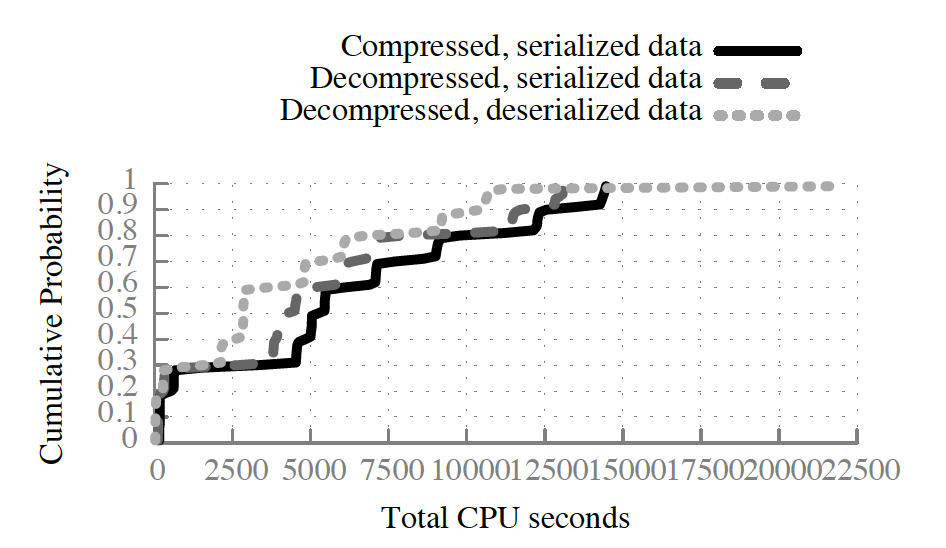 Compressed, serialized data
Decompressed, serialized data
Decompressed, deserialized data
Cumulative Probability
1
0.9
0.8
0.7
0.6
0.5
0.4
0.3
0.2
0.1
0
0 2500 5000 7500 10000 12500 15000 17500 20000 22500
Total CPU seconds